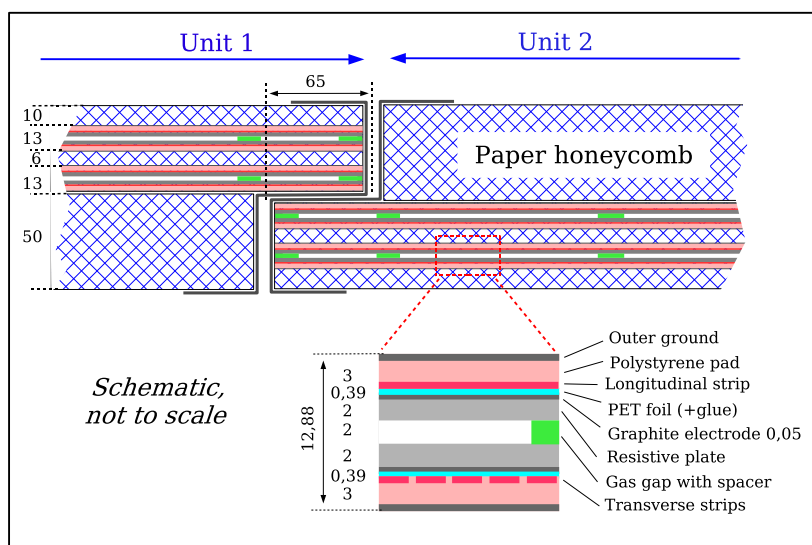 Unit 1
Unit 2
65
10
13
6
13
50
Paper honeycomb
Schematic,
not to scale
12,88
3
0,39
2
2
2
0,39
3
Outer ground
Polystyrene pad
Longitudinal strip
PET foil (+glue)
Graphite electrode 0,05
Resistive plate
Gas gap with spacer
Transverse strips